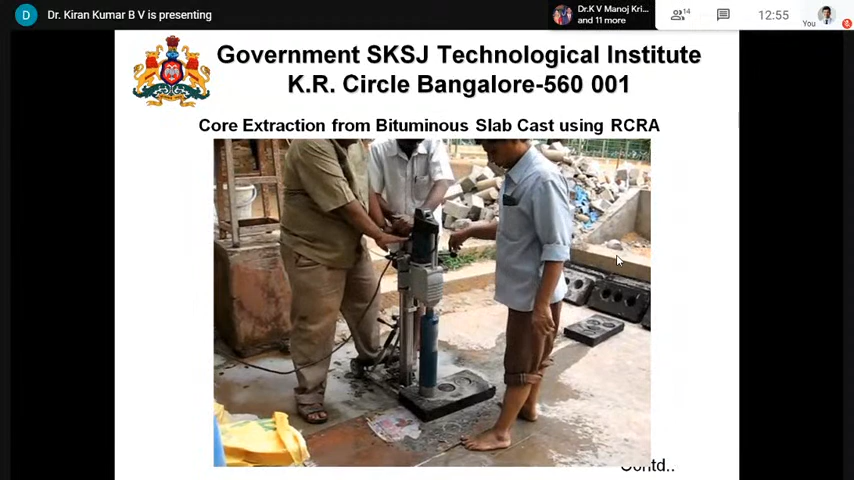 D Dr. Kiran Kumar B V is presenting
Dr.K V Manoj Kri...
and 11 more
14
12:55
You
Government SKSJ Technological Institute
K.R. Circle Bangalore-560 001
Core Extraction from Bituminous Slab Cast using RCRA
Contd..